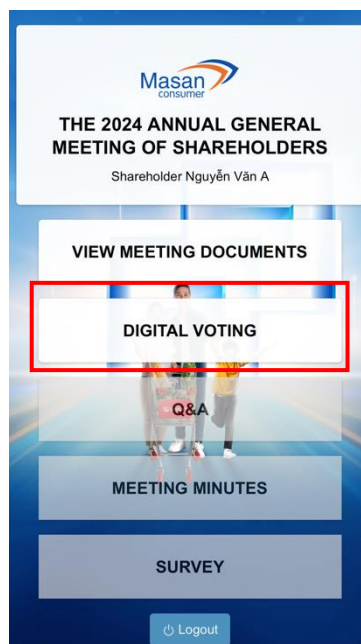 Masan
consumer
THE 2024 ANNUAL GENERAL
MEETING OF SHAREHOLDERS
Shareholder Nguyễn Văn A
VIEW MEETING DOCUMENTS
DIGITAL VOTING
Q&A
MEETING MINUTES
SURVEY
Logout